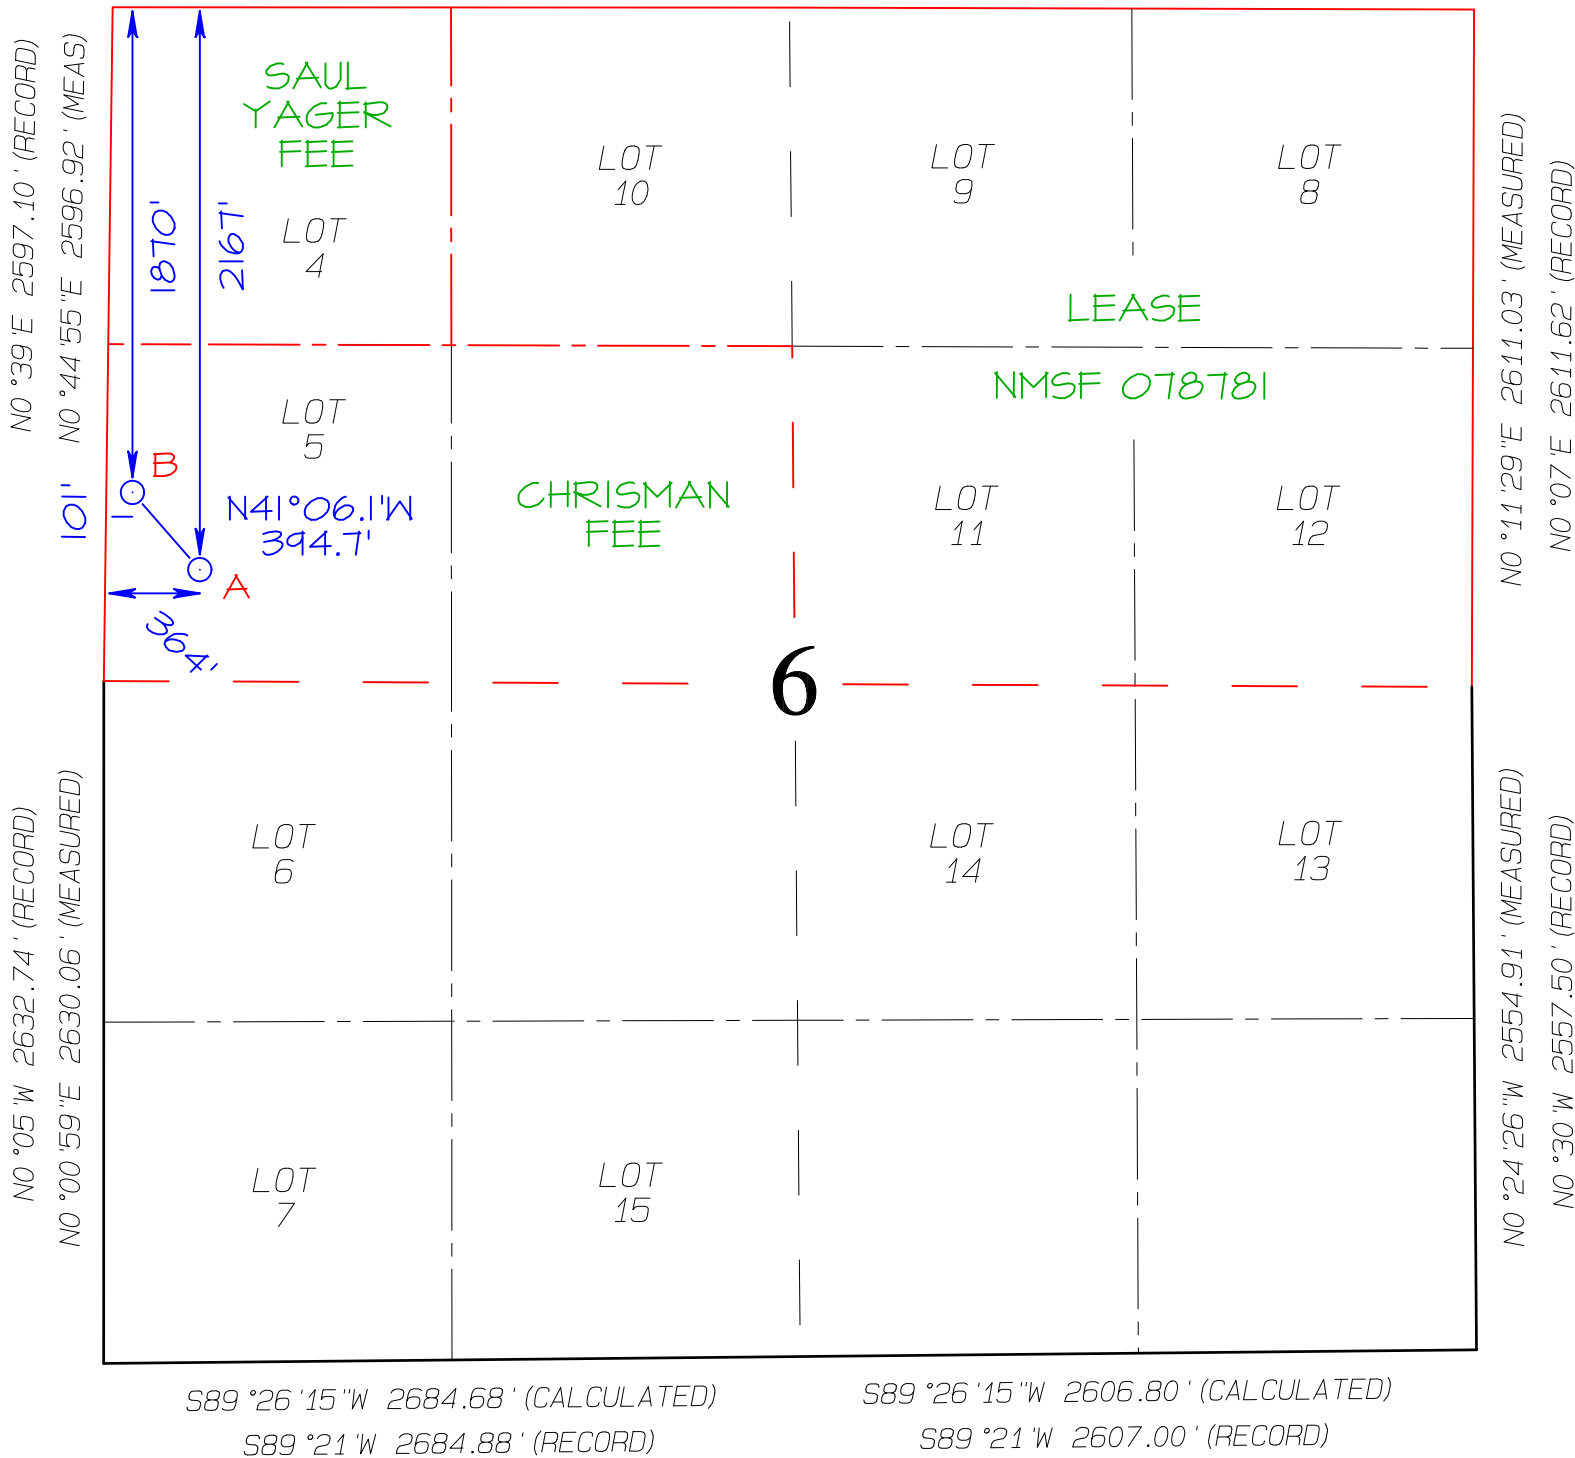 N0°39'E 2597.10' (RECORD)
N0°44'55"E 2596.92' (MEAS)
1870'
2167'
SAUL
YAGER
FEE
LOT
4
LOT
10
LOT
9
LOT
8
LEASE
NMSF 078781
N0°11'29"E 2611.03' (MEASURED)
N0°07'E 2611.62' (RECORD)
LOT
5
B
101'
N41°06.1'W
394.7'
A
364'
CHRISMAN
FEE
LOT
11
LOT
12
6
N0°05'W 2632.74' (RECORD)
N0°00'59"E 2630.06' (MEASURED)
LOT
6
LOT
14
LOT
13
N0°24'26"W 2554.91' (MEASURED)
N0°30'W 2557.50' (RECORD)
LOT
7
LOT
15
S89°26'15"W 2684.68' (CALCULATED)
S89°21'W 2684.88' (RECORD)
S89°26'15"W 2606.80' (CALCULATED)
S89°21'W 2607.00' (RECORD)